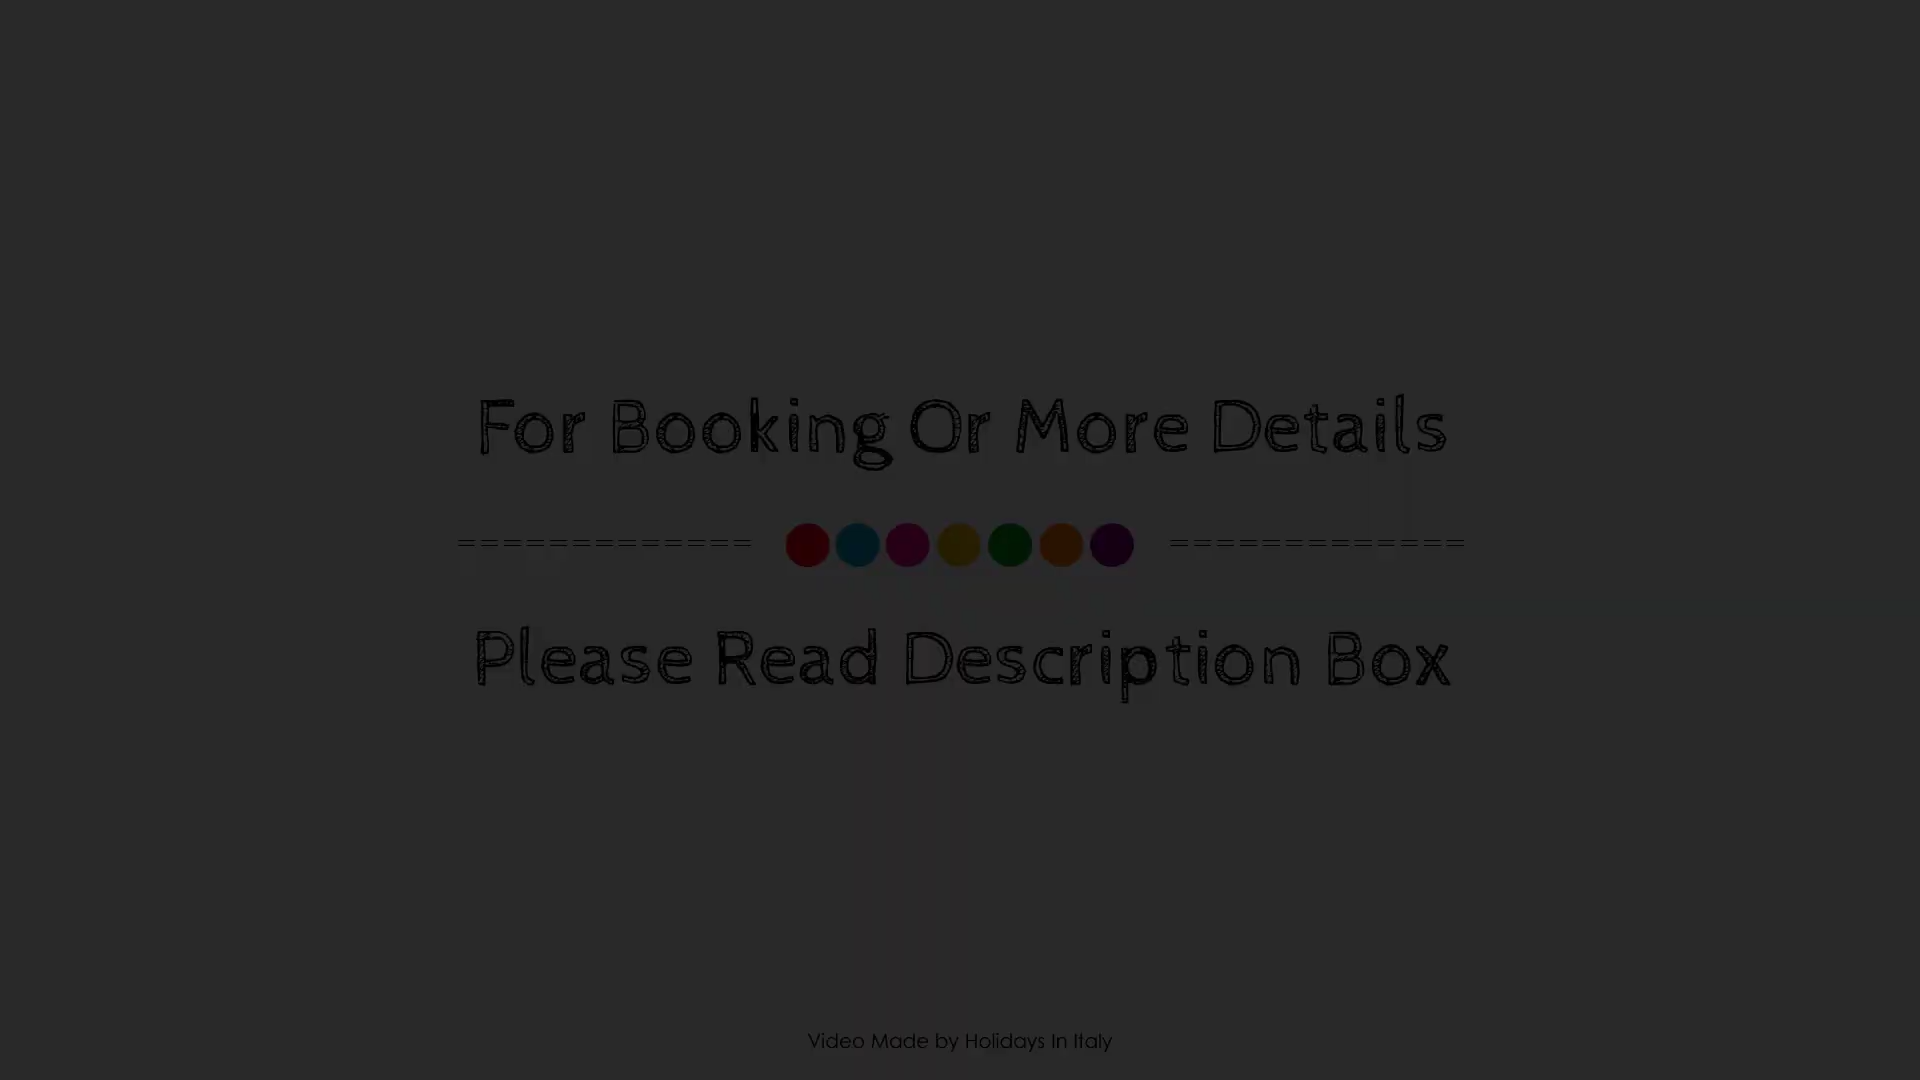 For Booking Or More Details
============= =============
Please Read Description Box
Video Made by Holidays In Italy